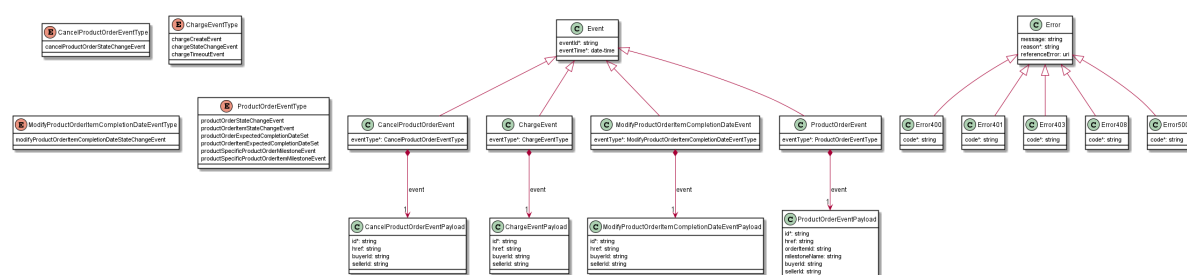 E CancelProductOrderEventType
cancelProductOrderStateChangeEvent
E ChargeEventType
chargeCreateEvent
chargeStateChangeEvent
chargeTimeoutEvent
C Event
eventId*: string
eventTime*: date-time
C Error
message: string
reason*: string
referenceError: uri
E ModifyProductOrderItemCompletionDateEventType
modifyProductOrderItemCompletionDateStateChangeEvent
E ProductOrderEventType
productOrderStateChangeEvent
productOrderItemStateChangeEvent
productOrderExpectedCompletionDateSet
productOrderItemExpectedCompletionDateSet
productSpecificProductOrderMilestoneEvent
productSpecificProductOrderItemMilestoneEvent
C CancelProductOrderEvent
eventType*: CancelProductOrderEventType
C ChargeEvent
eventType*: ChargeEventType
C ModifyProductOrderItemCompletionDateEvent
eventType*: ModifyProductOrderItemCompletionDateEventType
C ProductOrderEvent
eventType*: ProductOrderEventType
C Error400
code*: string
C Error401
code*: string
C Error403
code*: string
C Error408
code*: string
C Error500
code*: string
event
1
event
1
event
1
event
1
C CancelProductOrderEventPayload
id*: string
href: string
buyerId: string
sellerId: string
C ChargeEventPayload
id*: string
href: string
buyerId: string
sellerId: string
C ModifyProductOrderItemCompletionDateEventPayload
id*: string
href: string
buyerId: string
sellerId: string
C ProductOrderEventPayload
id*: string
href: string
orderItemId: string
milestoneName: string
buyerId: string
sellerId: string